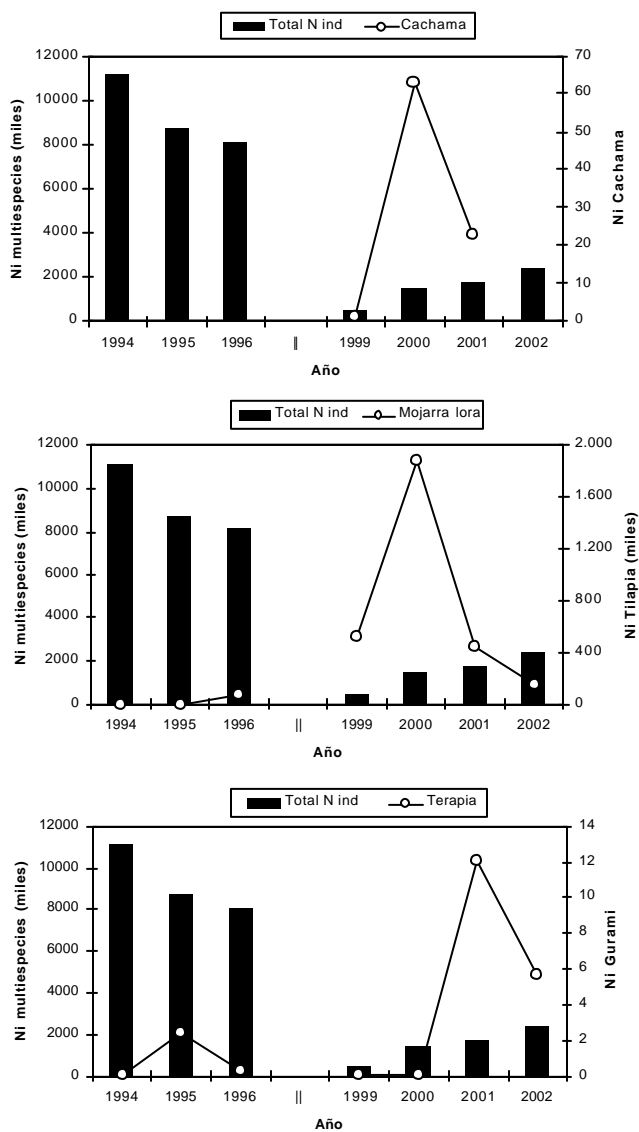 Total N ind Cachama
12000 70
10000 60
8000 50
6000 40
4000 30
2000 20
0 10
0
Ni multiespecies (miles)
Ni Cachama
1994 1995 1996 || 1999 2000 2001 2002
Año
Total N ind Mojarra lora
12000 2.000
10000 1.600
8000 1.200
6000 800
4000 400
2000 0
0
Ni multiespecies (miles)
Ni Tilapia (miles)
1994 1995 1996 || 1999 2000 2001 2002
Año
Total N ind Terapia
12000 14
10000 12
8000 10
6000 8
4000 6
2000 4
0 2
0
Ni multiespecies (miles)
Ni Gurami
1994 1995 1996 || 1999 2000 2001 2002
Año